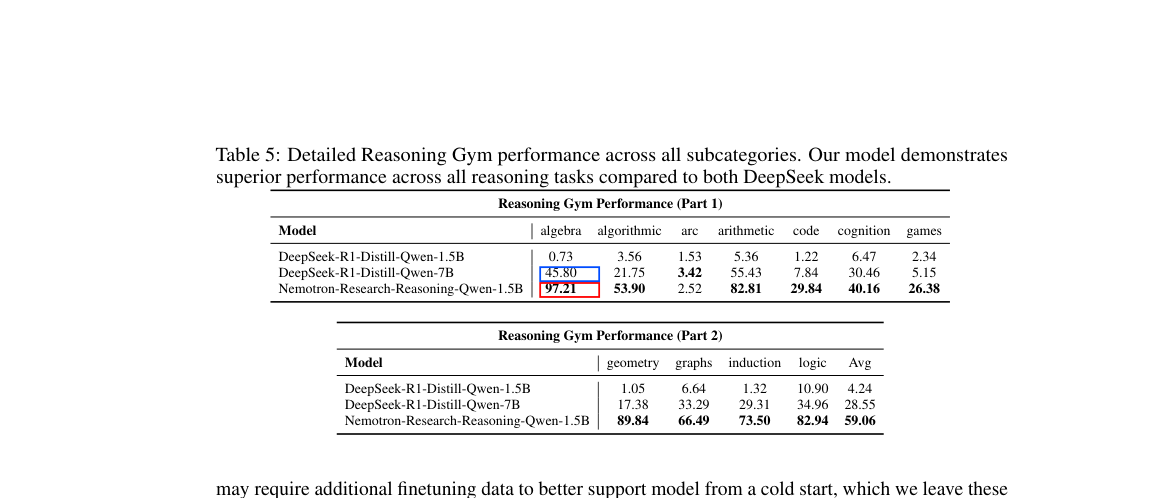 Table 5: Detailed Reasoning Gym performance across all subcategories. Our model demonstrates
superior performance across all reasoning tasks compared to both DeepSeek models.
Reasoning Gym Performance (Part 1)
Model algebra algorithmic arc arithmetic code cognition games
DeepSeek-R1-Distill-Qwen-1.5B 0.73 3.56 1.53 5.36 1.22 6.47 2.34
DeepSeek-R1-Distill-Qwen-7B 45.80 21.75 3.42 55.43 7.84 30.46 5.15
Nemotron-Research-Reasoning-Qwen-1.5B 97.21 53.90 2.52 82.81 29.84 40.16 26.38
Reasoning Gym Performance (Part 2)
Model geometry graphs induction logic Avg
DeepSeek-R1-Distill-Qwen-1.5B 1.05 6.64 1.32 10.90 4.24
DeepSeek-R1-Distill-Qwen-7B 17.38 33.29 29.31 34.96 28.55
Nemotron-Research-Reasoning-Qwen-1.5B 89.84 66.49 73.50 82.94 59.06
may require additional finetuning data to better support model from a cold start, which we leave these